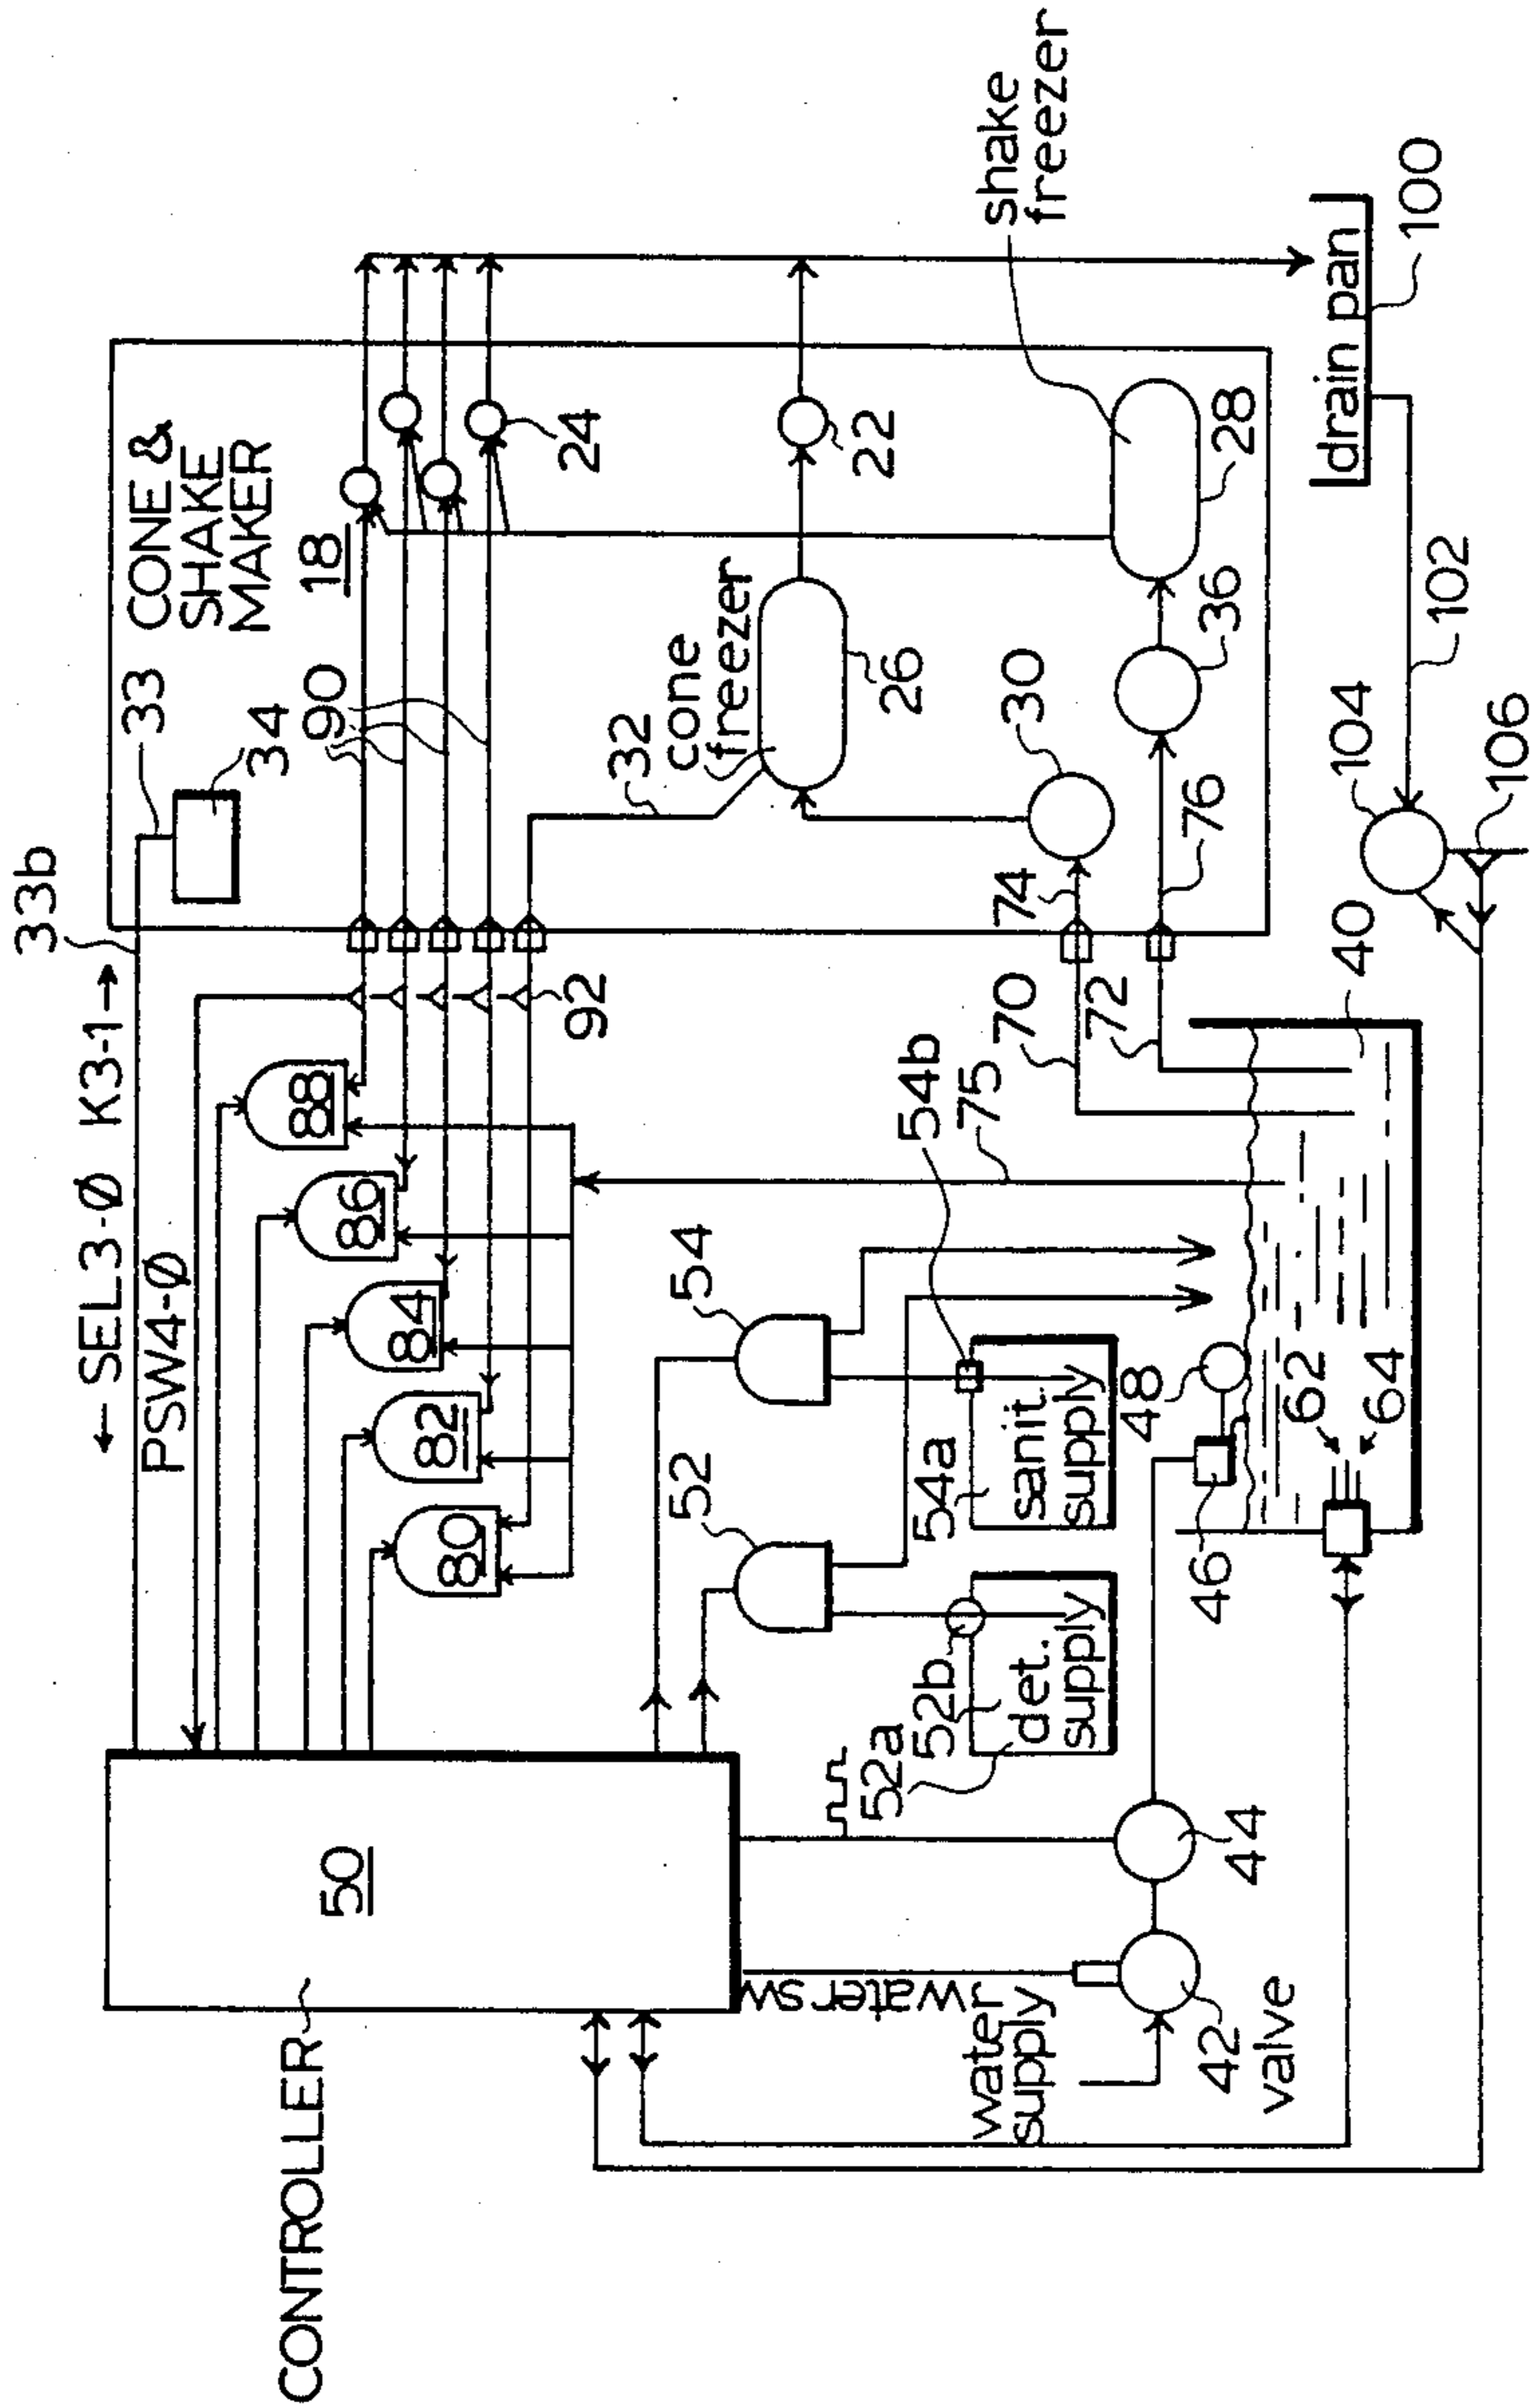 CONTROLLER
50
← SEL3-Ø K3-1→
PSW4-Ø
33b
33
34
CONE &
SHAKE
MAKER
18
90
88
86
84
82
80
92
24
32
cone
freezer
26
22
shake
freezer
28
30
36
74
76
70
72
75
54
54b
54a
sanit.
supply
52
52b
52a
det.
supply
water sw
water
supply
42
valve
44
46
48
62
64
40
drain pan
100
102
104
106